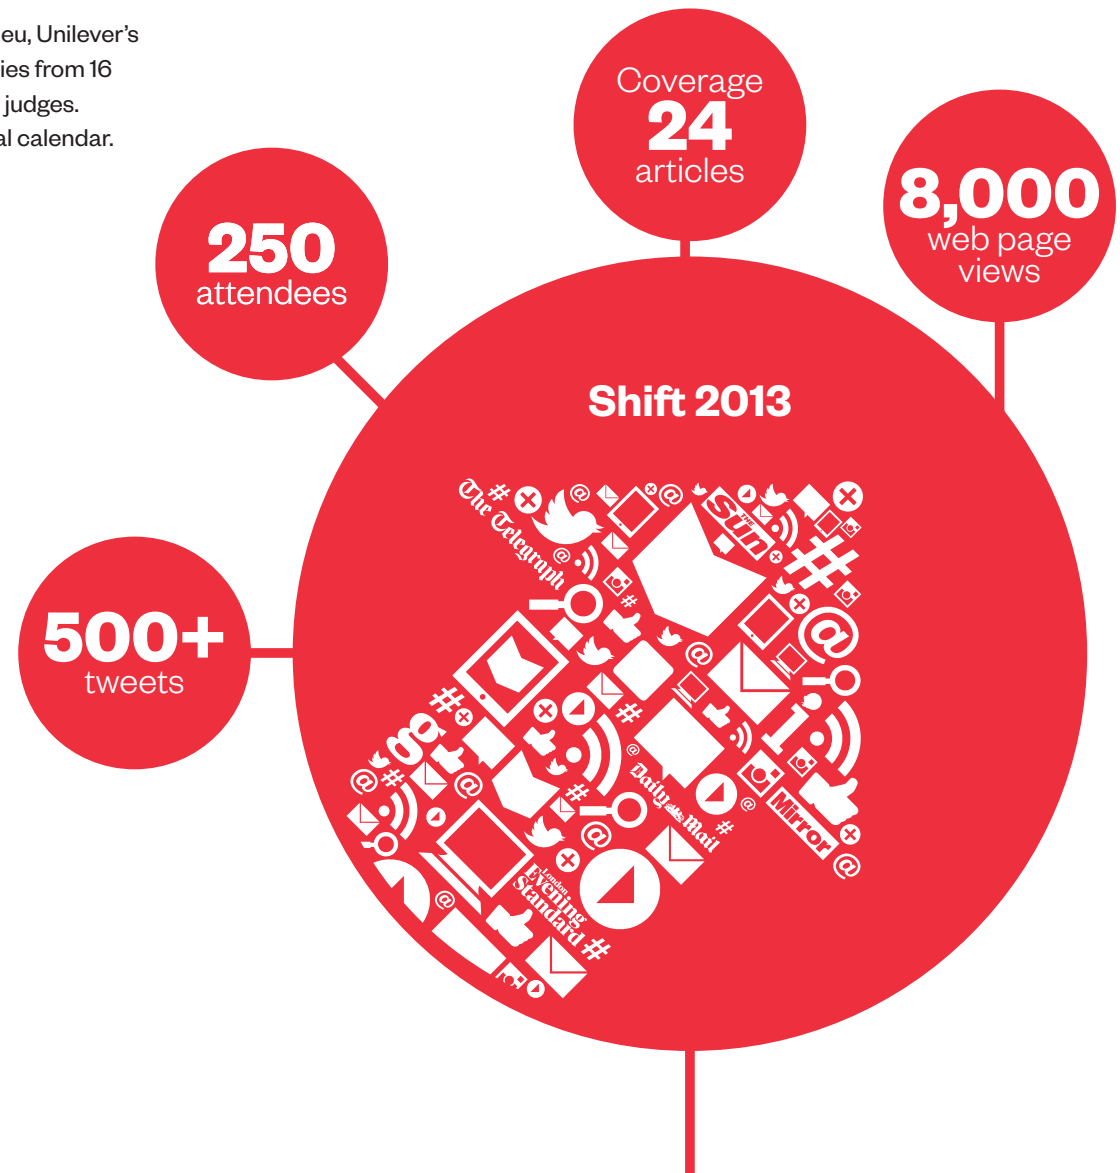 eu, Unilever’s
ies from 16
judges.
al calendar.
Coverage
24
articles
8,000
web page
views
250
attendees
Shift 2013
500+
tweets
The Telegraph
THE
Sun
i
g
Daily Mail
Mirror
London
Evening
Standard